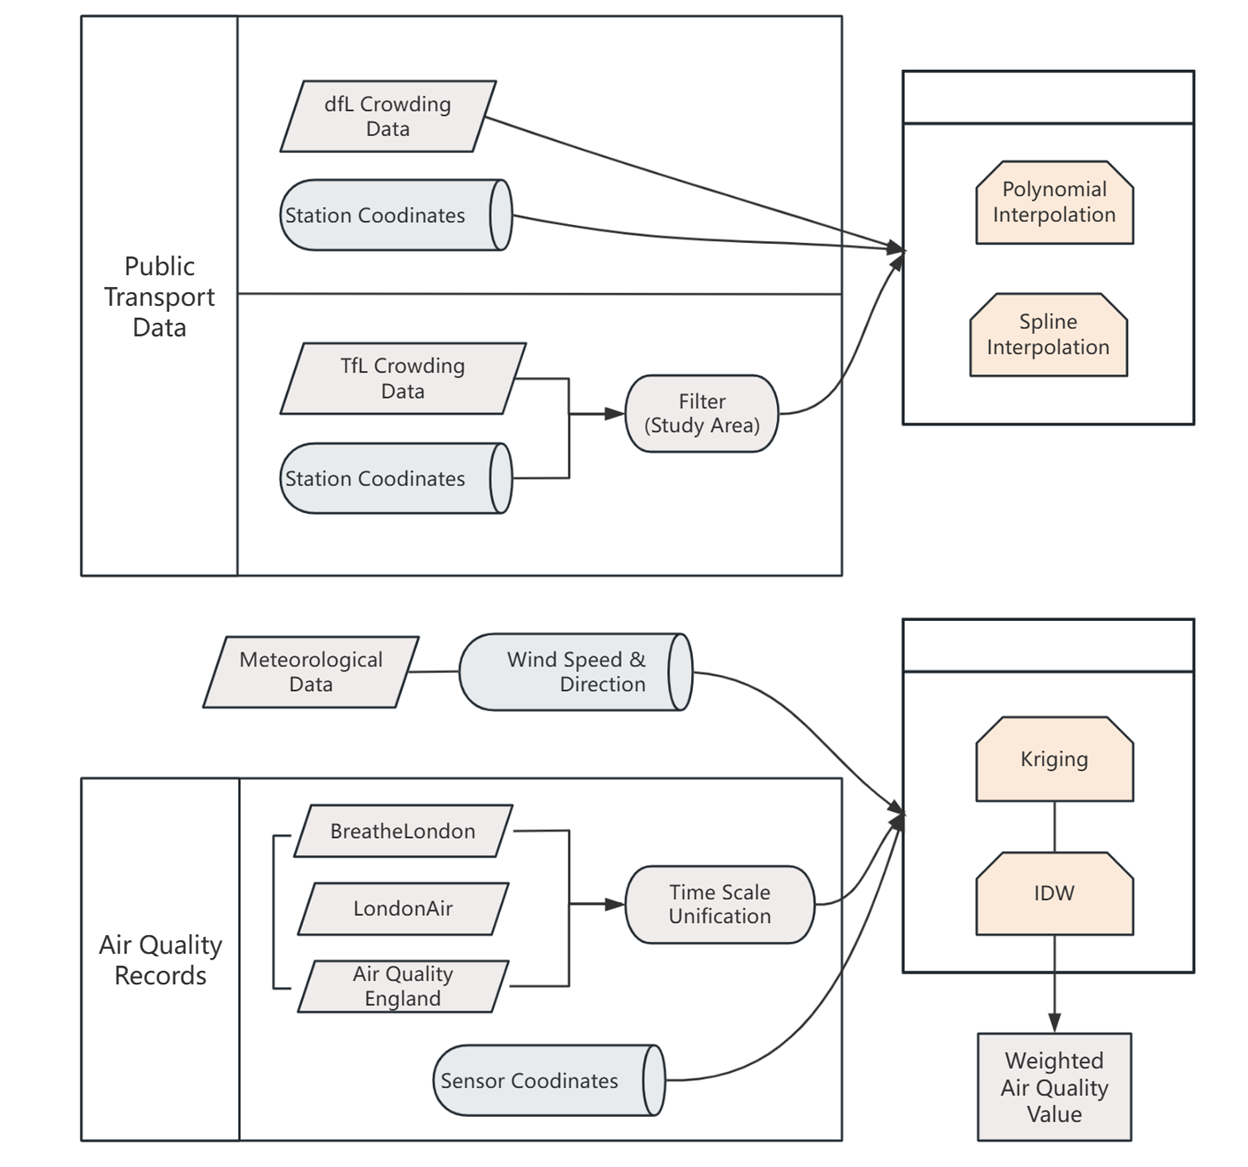 Public
Transport
Data
dfL Crowding
Data
Station Coodinates
TfL Crowding
Data
Station Coodinates
Filter
(Study Area)
Polynomial
Interpolation
Spline
Interpolation
Meteorological
Data
Wind Speed &
Direction
Air Quality
Records
BreatheLondon
LondonAir
Air Quality
England
Time Scale
Unification
Sensor Coodinates
Kriging
IDW
Weighted
Air Quality
Value